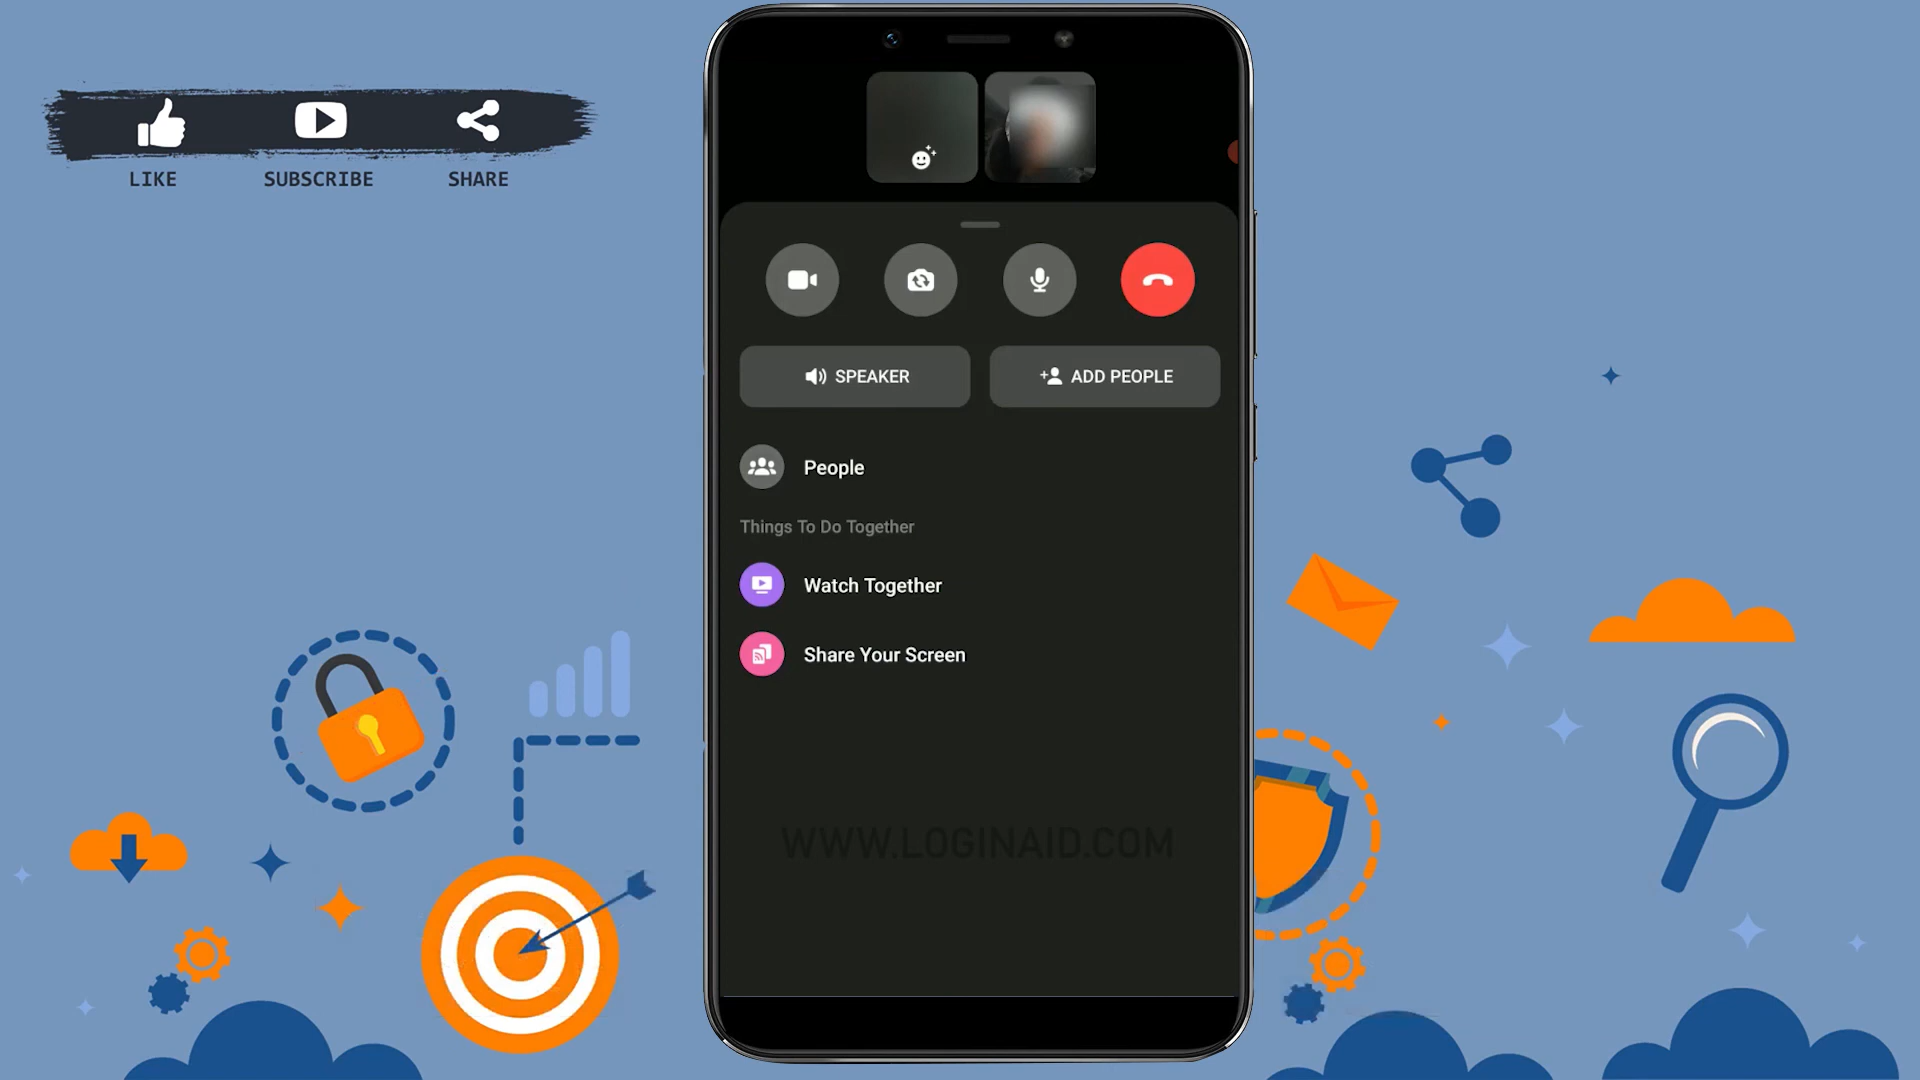 LIKE SUBSCRIBE SHARE
SPEAKER ADD PEOPLE
People
Things To Do Together
Watch Together
Share Your Screen
WWW.LOGINAID.COM